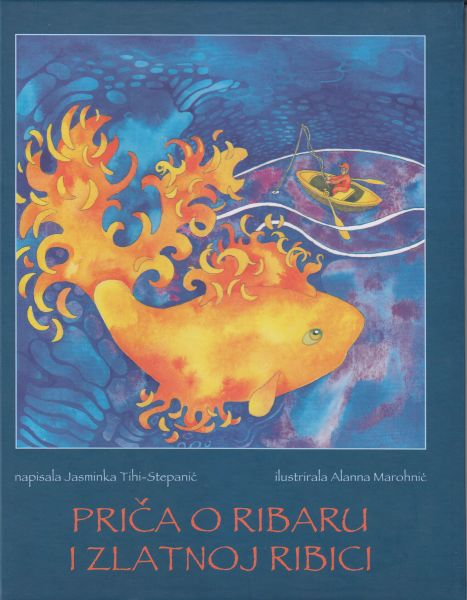 napisala Jasminka Tihi-Stepanić ilustrirala Alanna Marohnić
PRIČA O RIBARU
I ZLATNOJ RIBICI